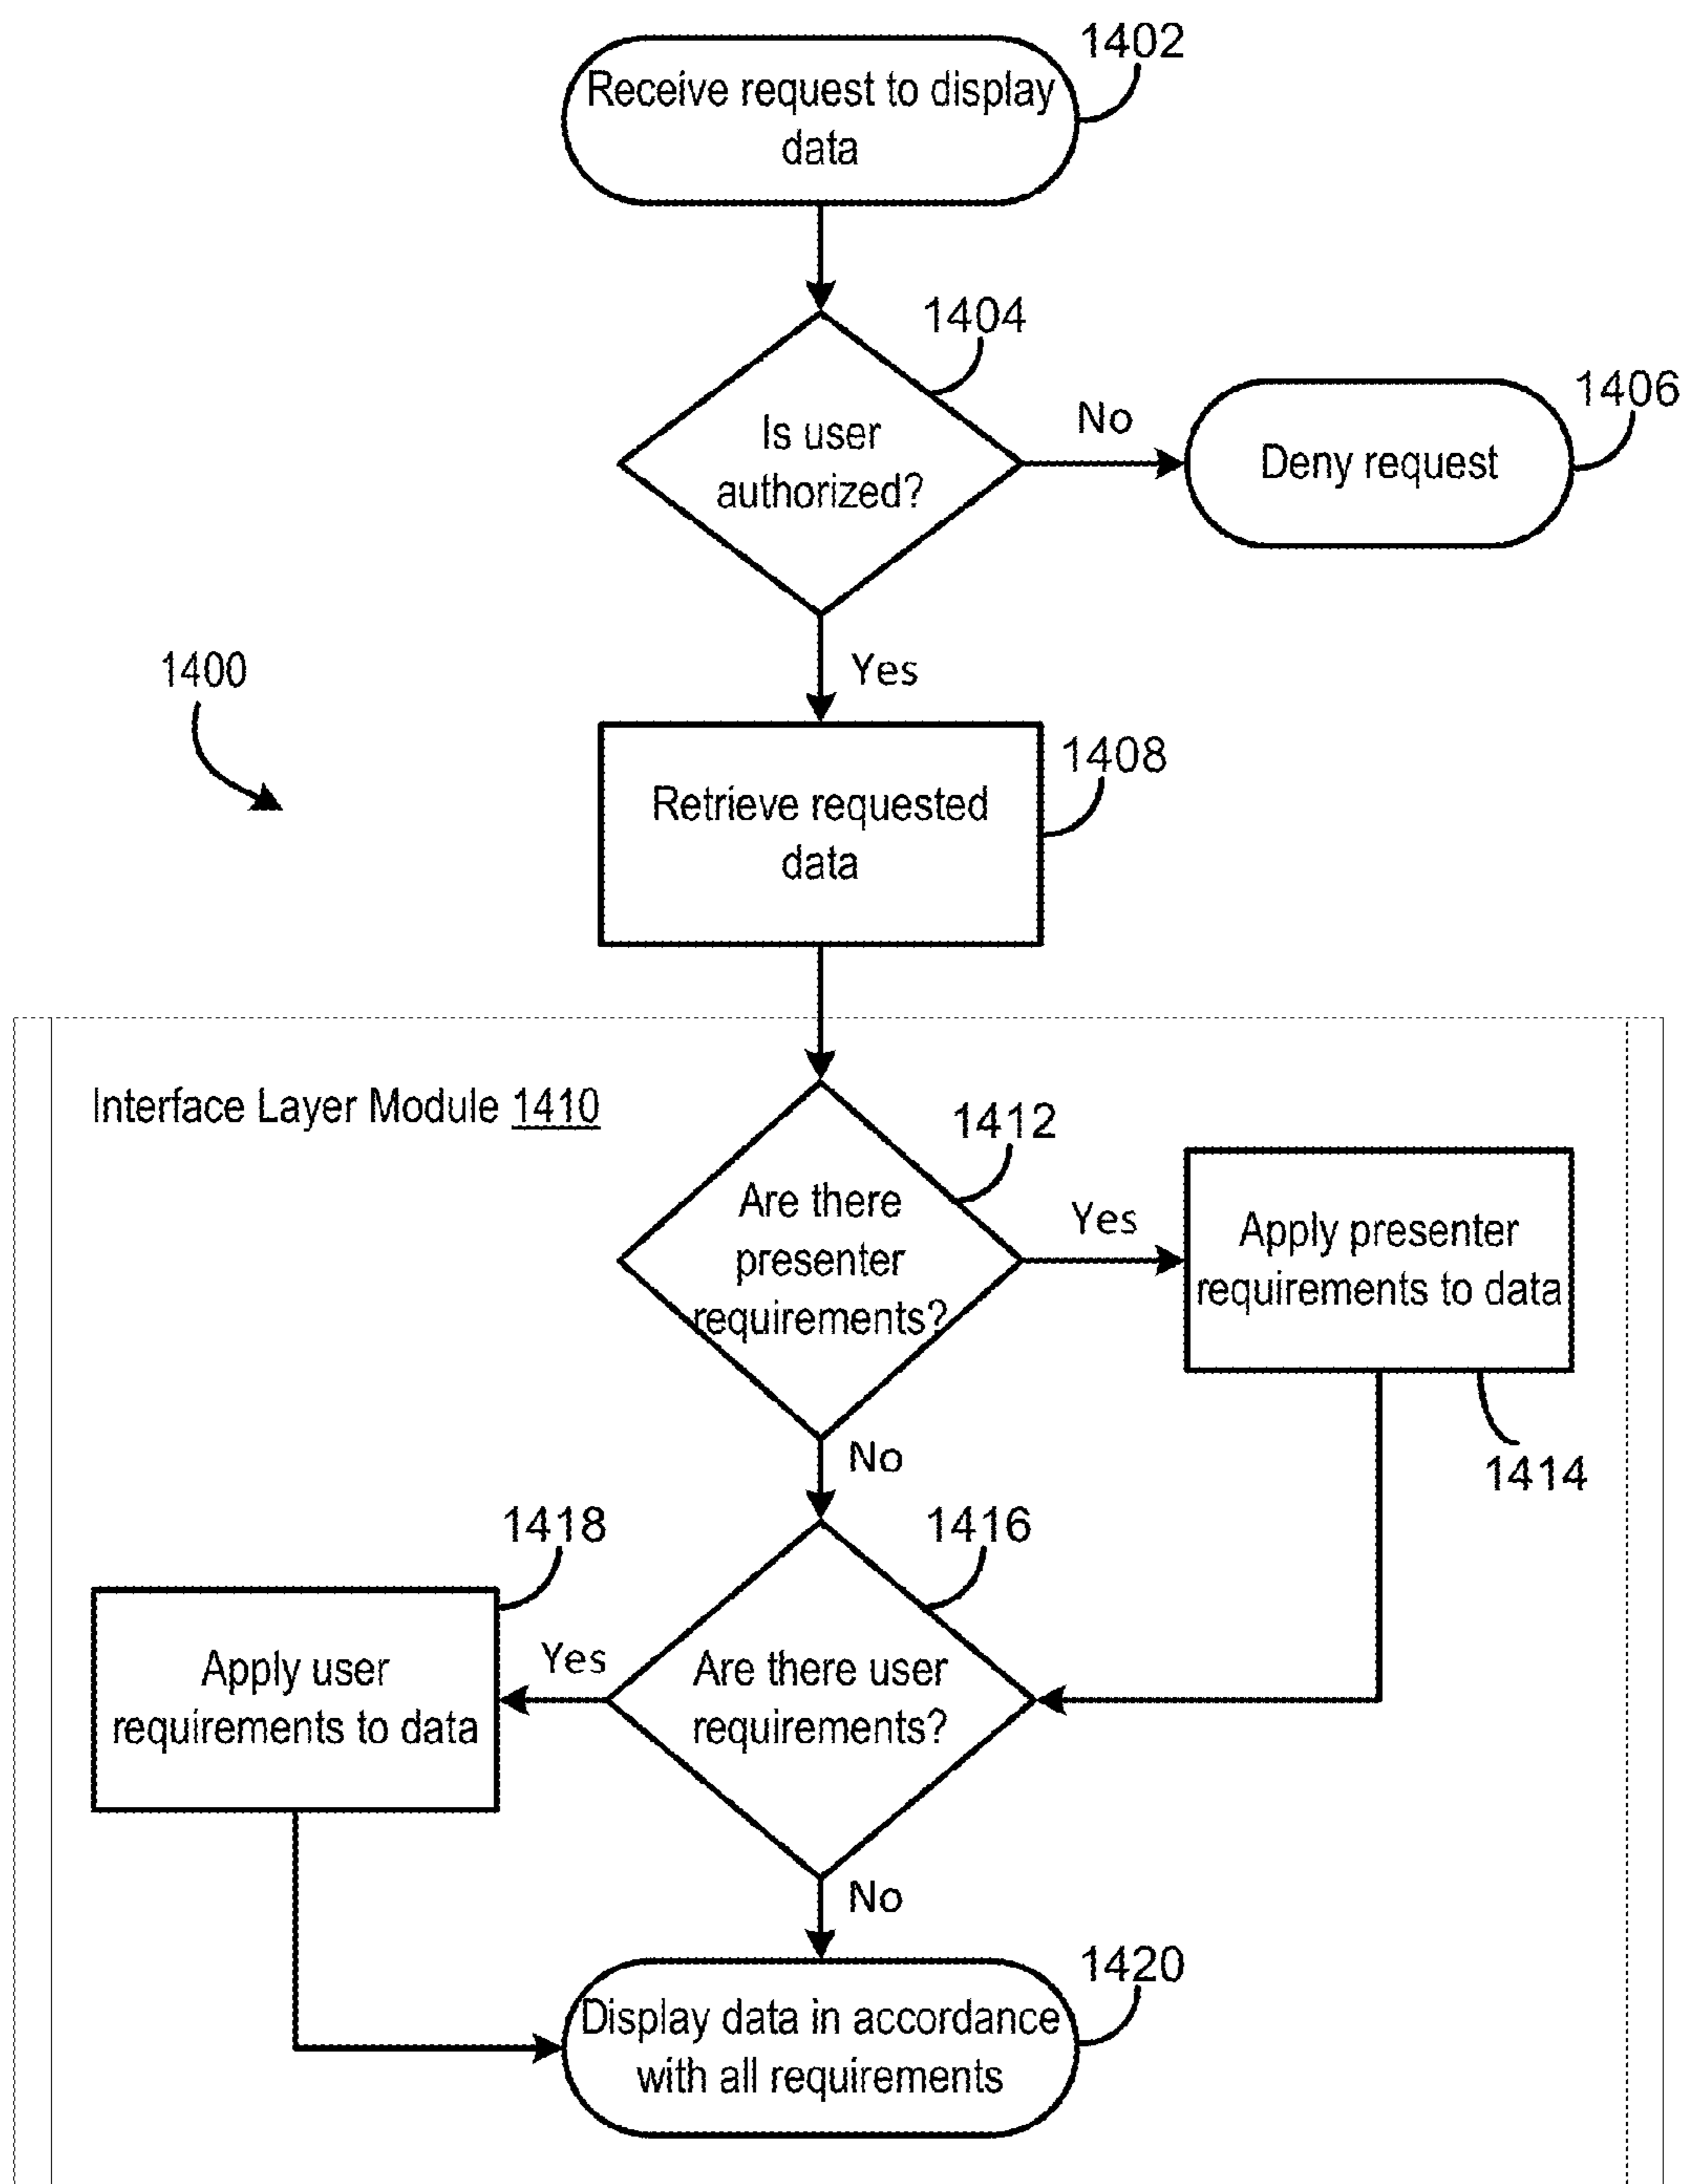 1402
Receive request to display
data
1404
Is user
authorized?
No
1406
Deny request
Yes
1400
1408
Retrieve requested
data
Interface Layer Module 1410
1412
Are there
presenter
requirements?
Yes
Apply presenter
requirements to data
1414
No
1418
1416
Apply user
requirements to data
Yes
Are there user
requirements?
No
1420
Display data in accordance
with all requirements